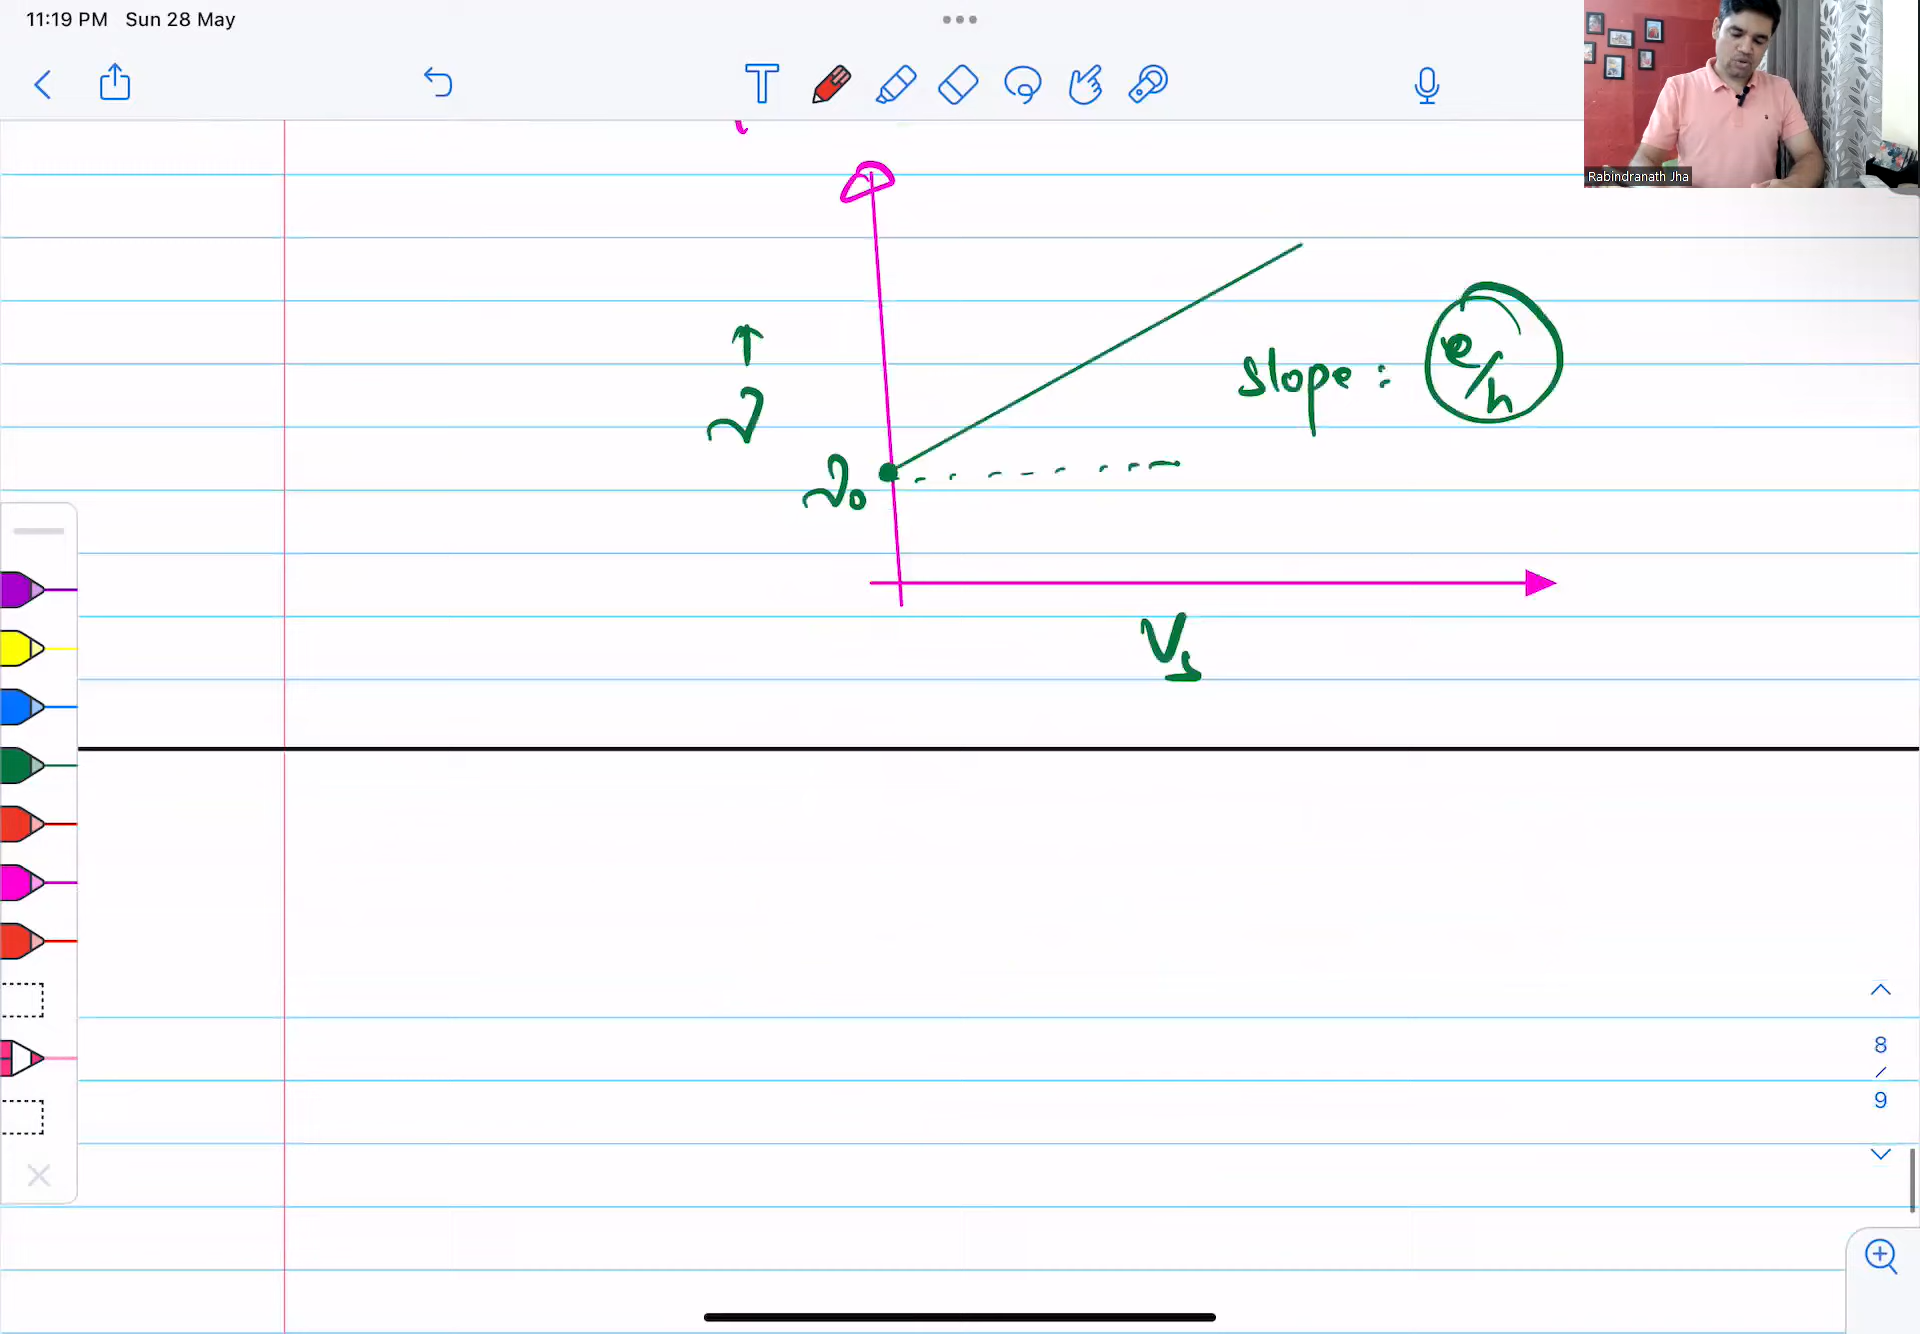 11:19 PM Sun 28 May
T
Rabindranath Jha
slope : e/h
ν
ν₀
Vₛ
8
/
9